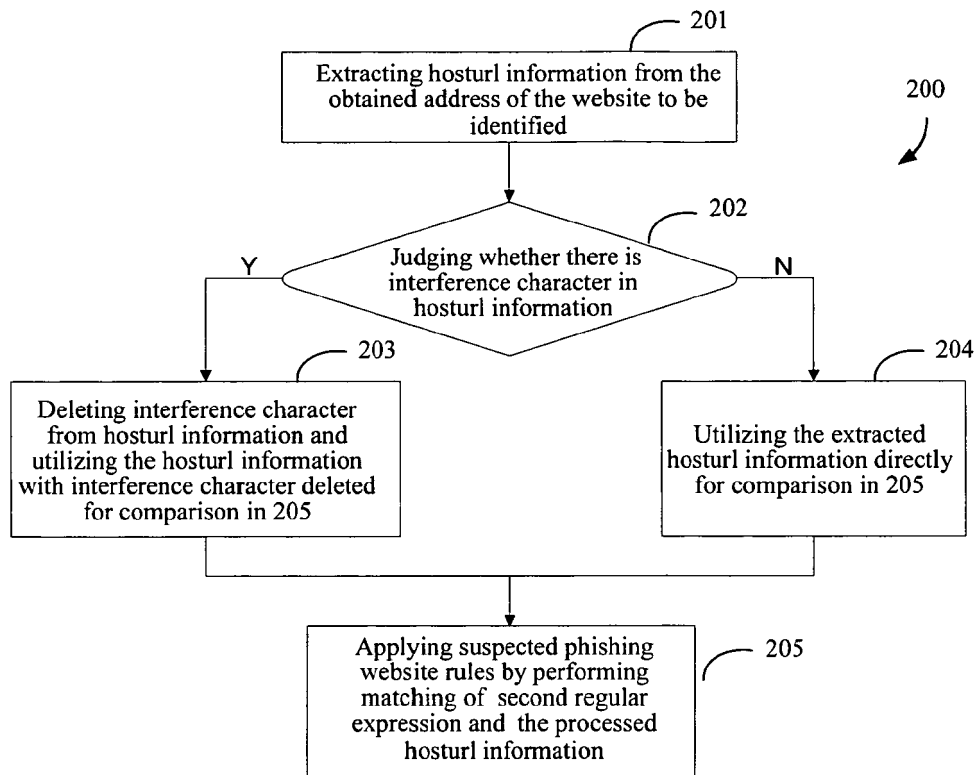 201
Extracting hosturl information from the
obtained address of the website to be
identified
200
202
Judging whether there is
interference character in
hosturl information
Y
N
203
204
Deleting interference character
from hosturl information and
utilizing the hosturl information
with interference character deleted
for comparison in 205
Utilizing the extracted
hosturl information directly
for comparison in 205
205
Applying suspected phishing
website rules by performing
matching of second regular
expression and the processed
hosturl information